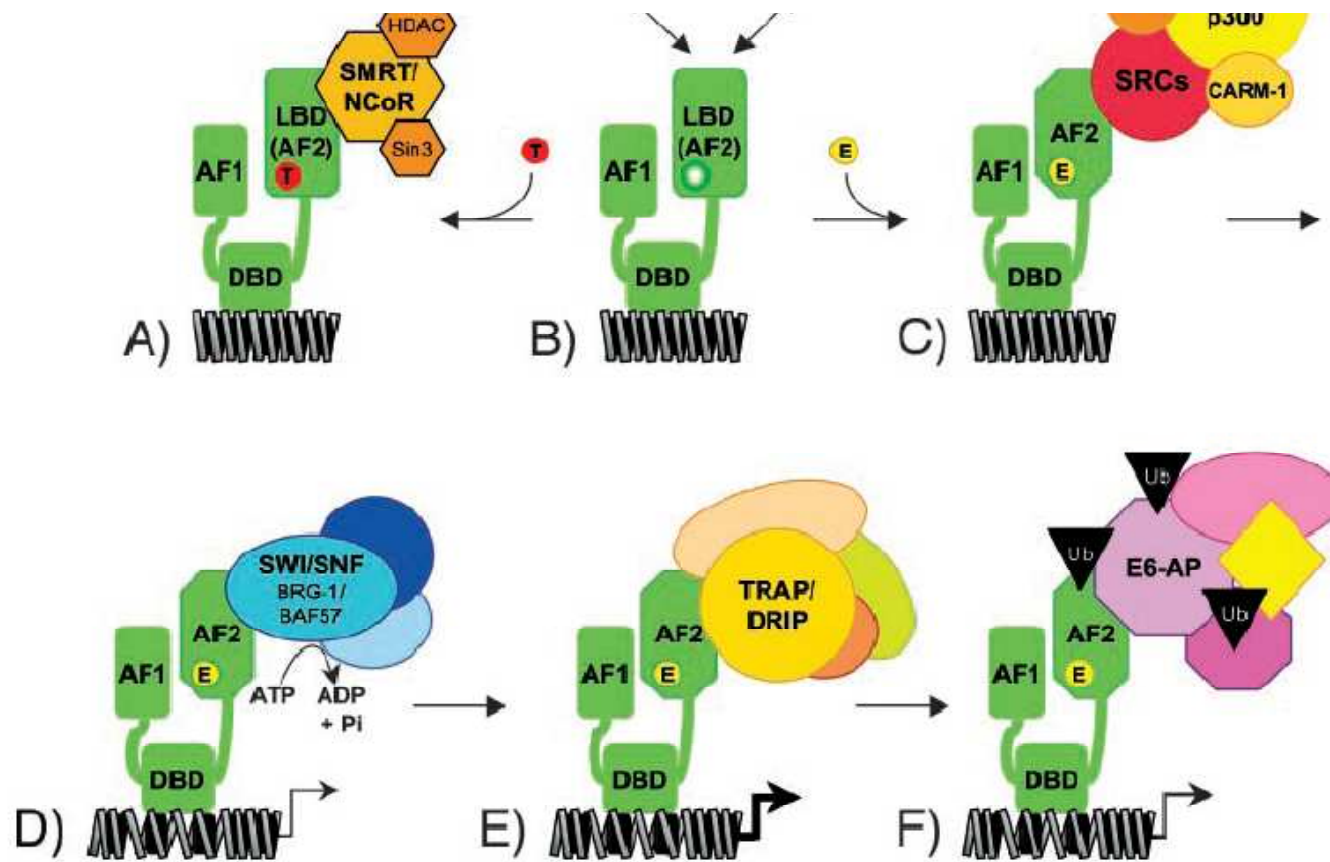 HDAC
SMRT/
NCoR
Sin3
LBD
(AF2)
T
AF1
DBD
A)
T
LBD
(AF2)
AF1
DBD
B)
E
p300
SRCs
CARM-1
AF2
E
AF1
DBD
C)
SWI/SNF
BRG-1/
BAF57
AF2
E
AF1
ATP
ADP
+ Pi
DBD
D)
TRAP/
DRIP
AF2
E
AF1
DBD
E)
Ub
Ub
E6-AP
Ub
AF2
E
AF1
DBD
F)